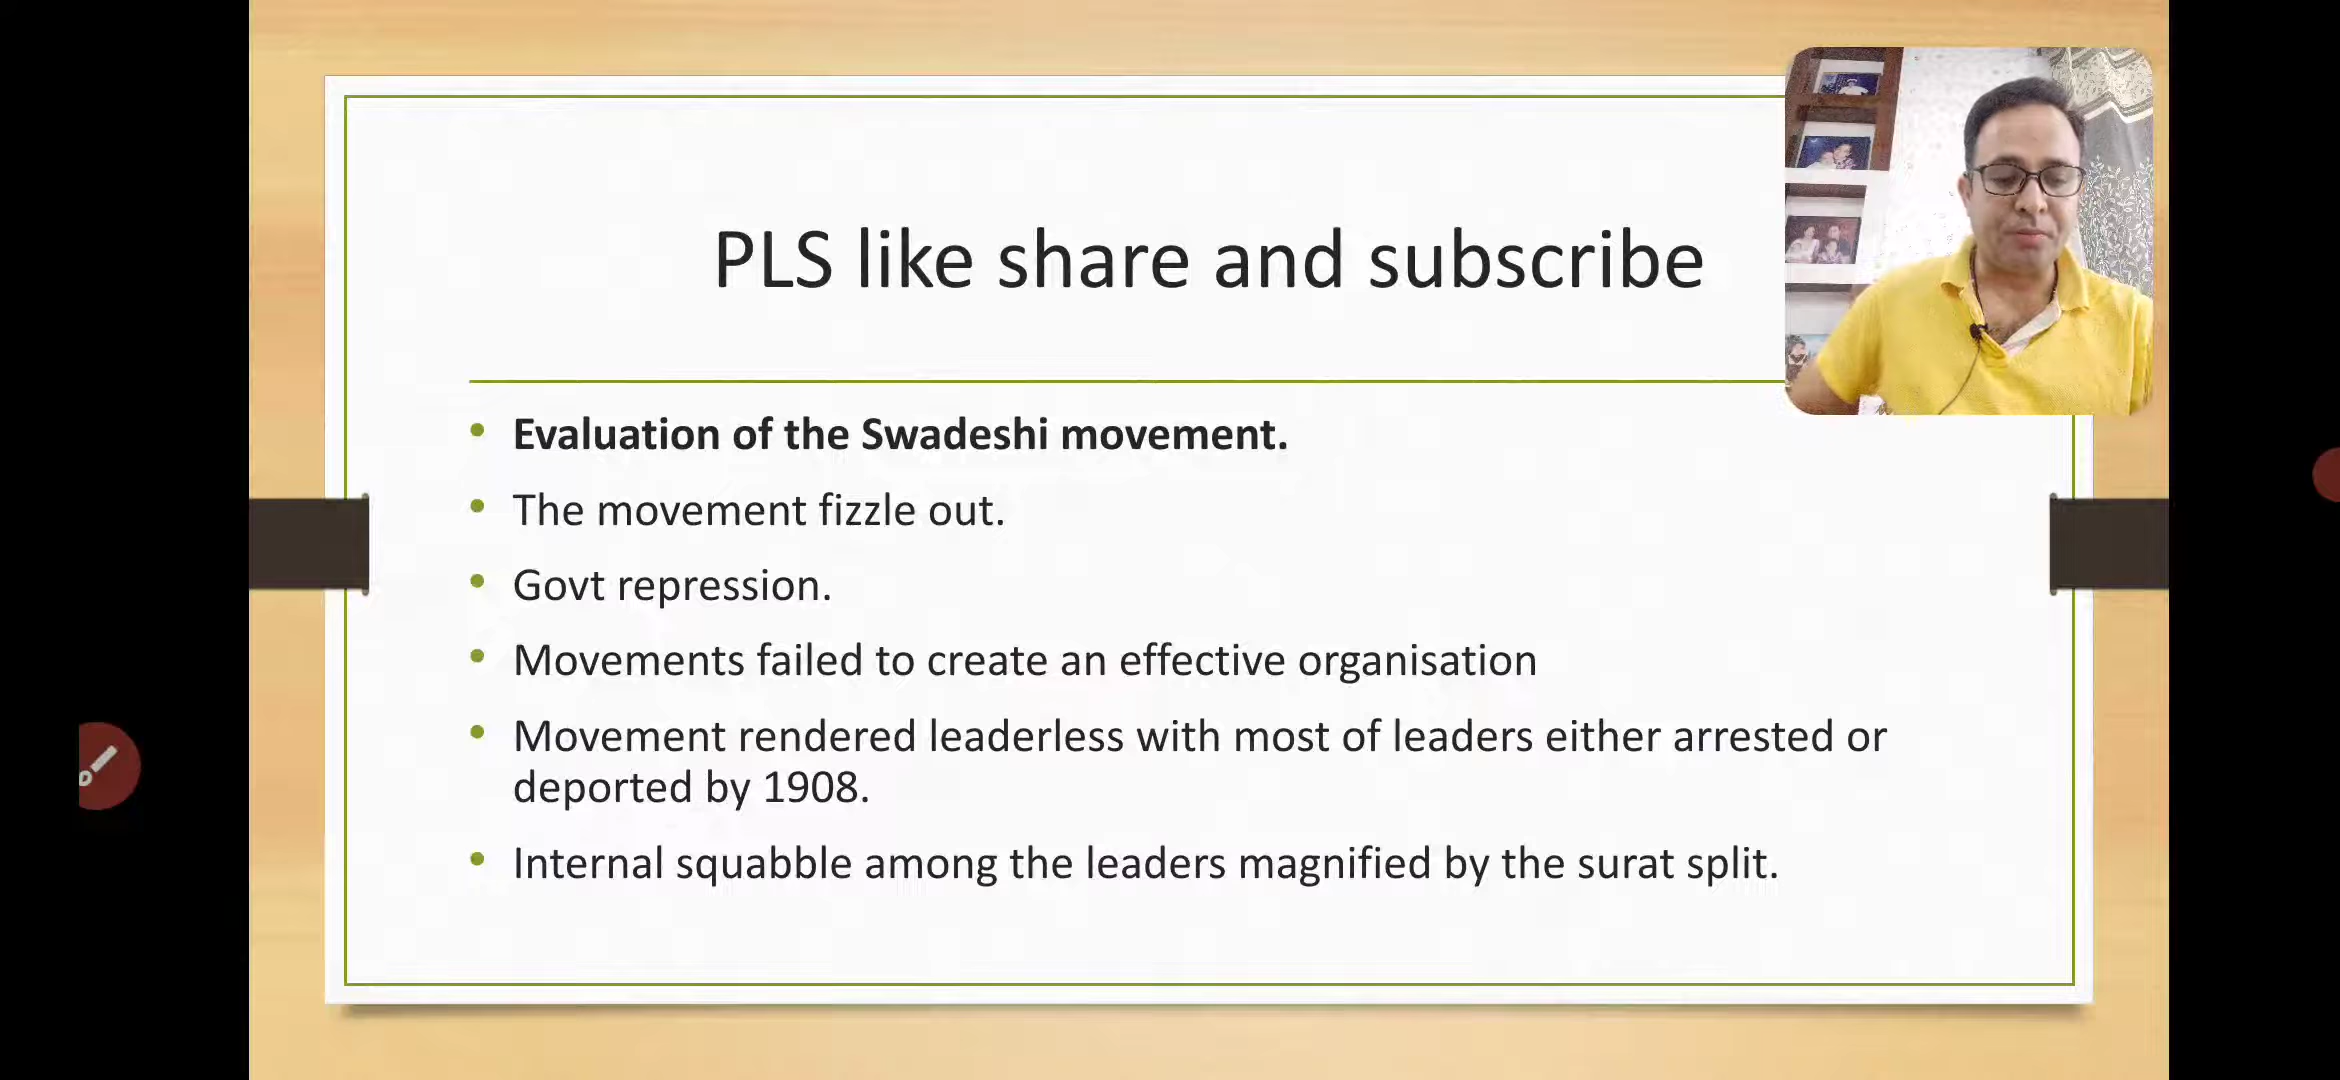 PLS like share and subscribe
Evaluation of the Swadeshi movement.
The movement fizzle out.
Govt repression.
Movements failed to create an effective organisation
Movement rendered leaderless with most of leaders either arrested or
deported by 1908.
Internal squabble among the leaders magnified by the surat split.